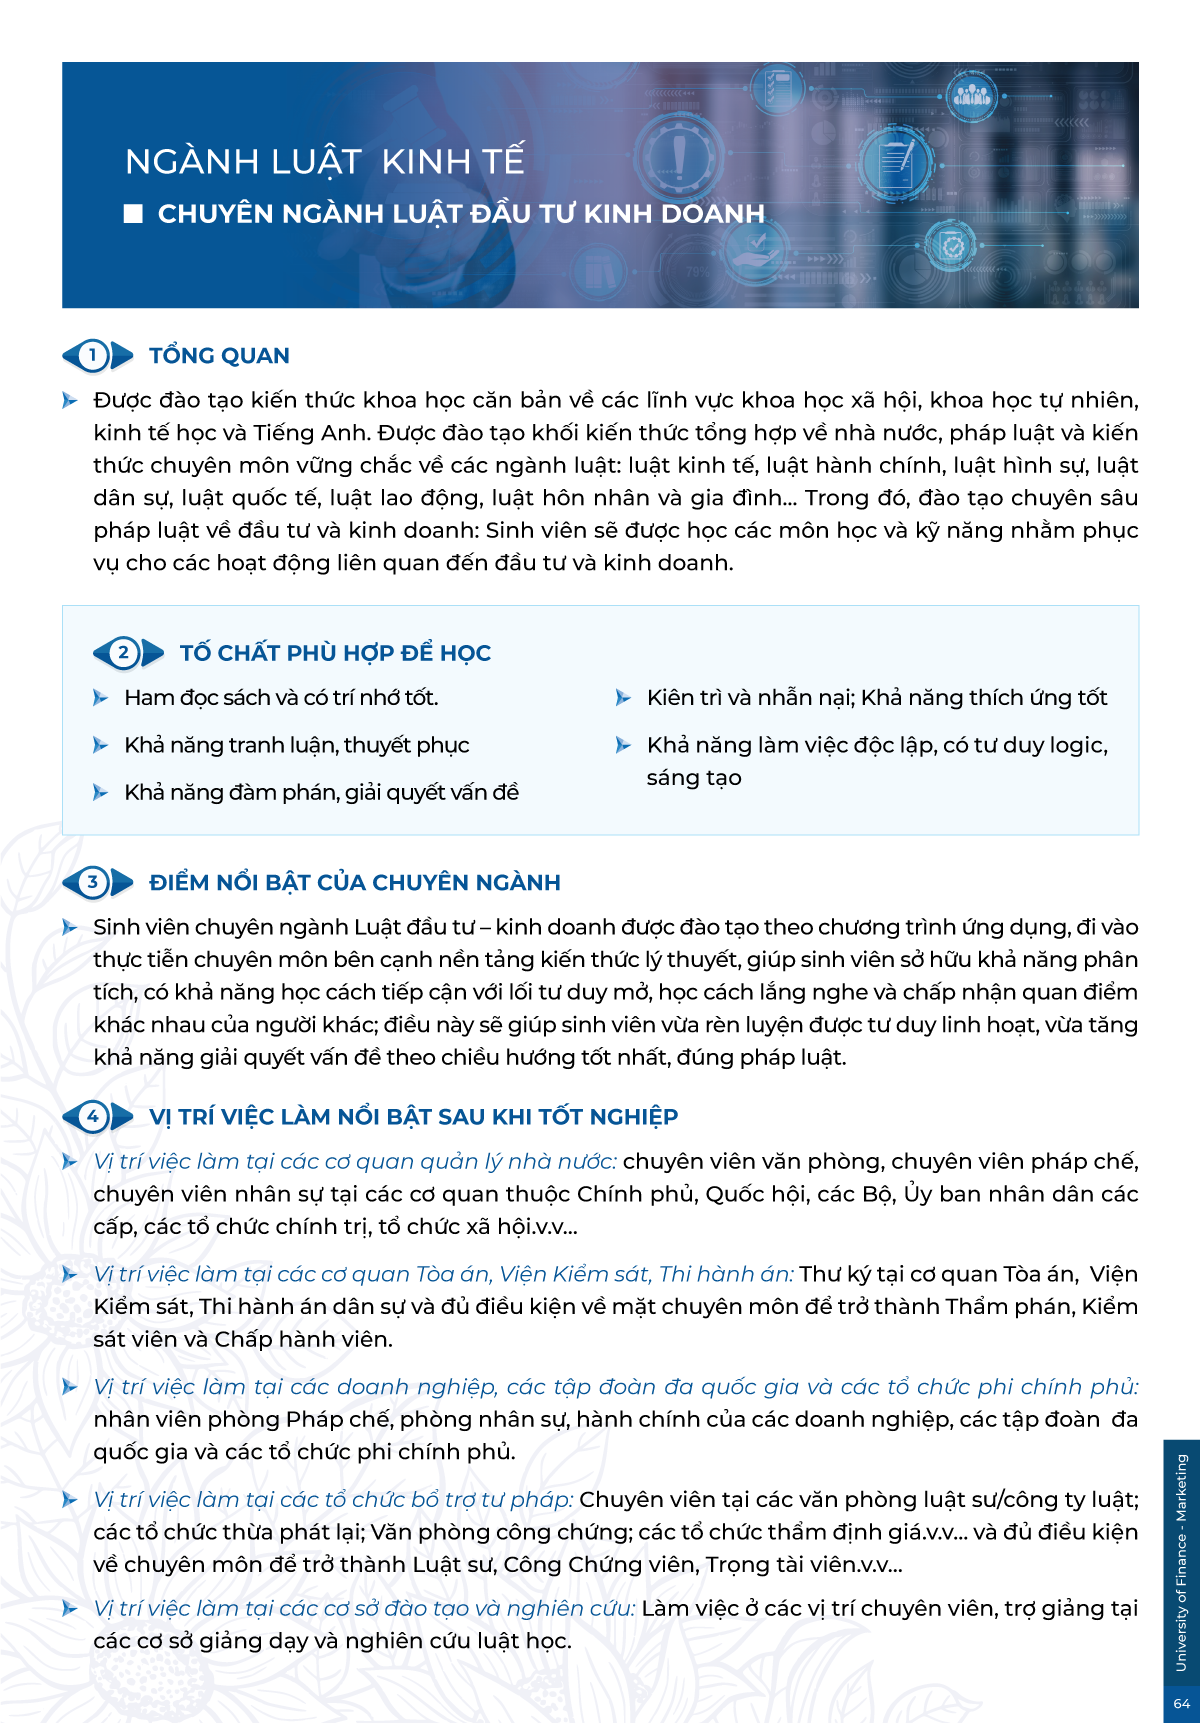 NGÀNH LUẬT KINH TẾ
CHUYÊN NGÀNH LUẬT ĐẦU TƯ KINH DOANH
79%
1 TỔNG QUAN
Được đào tạo kiến thức khoa học căn bản về các lĩnh vực khoa học xã hội, khoa học tự nhiên,
kinh tế học và Tiếng Anh. Được đào tạo khối kiến thức tổng hợp về nhà nước, pháp luật và kiến
thức chuyên môn vững chắc về các ngành luật: luật kinh tế, luật hành chính, luật hình sự, luật
dân sự, luật quốc tế, luật lao động, luật hôn nhân và gia đình... Trong đó, đào tạo chuyên sâu
pháp luật về đầu tư và kinh doanh: Sinh viên sẽ được học các môn học và kỹ năng nhằm phục
vụ cho các hoạt động liên quan đến đầu tư và kinh doanh.
2 TỐ CHẤT PHÙ HỢP ĐỂ HỌC
Ham đọc sách và có trí nhớ tốt.
Khả năng tranh luận, thuyết phục
Khả năng đàm phán, giải quyết vấn đề
Kiên trì và nhẫn nại; Khả năng thích ứng tốt
Khả năng làm việc độc lập, có tư duy logic,
sáng tạo
3 ĐIỂM NỔI BẬT CỦA CHUYÊN NGÀNH
Sinh viên chuyên ngành Luật đầu tư – kinh doanh được đào tạo theo chương trình ứng dụng, đi vào
thực tiễn chuyên môn bên cạnh nền tảng kiến thức lý thuyết, giúp sinh viên sở hữu khả năng phân
tích, có khả năng học cách tiếp cận với lối tư duy mở, học cách lắng nghe và chấp nhận quan điểm
khác nhau của người khác; điều này sẽ giúp sinh viên vừa rèn luyện được tư duy linh hoạt, vừa tăng
khả năng giải quyết vấn đề theo chiều hướng tốt nhất, đúng pháp luật.
4 VỊ TRÍ VIỆC LÀM NỔI BẬT SAU KHI TỐT NGHIỆP
Vị trí việc làm tại các cơ quan quản lý nhà nước: chuyên viên văn phòng, chuyên viên pháp chế,
chuyên viên nhân sự tại các cơ quan thuộc Chính phủ, Quốc hội, các Bộ, Ủy ban nhân dân các
cấp, các tổ chức chính trị, tổ chức xã hội.v.v...
Vị trí việc làm tại các cơ quan Tòa án, Viện Kiểm sát, Thi hành án: Thư ký tại cơ quan Tòa án, Viện
Kiểm sát, Thi hành án dân sự và đủ điều kiện về mặt chuyên môn để trở thành Thẩm phán, Kiểm
sát viên và Chấp hành viên.
Vị trí việc làm tại các doanh nghiệp, các tập đoàn đa quốc gia và các tổ chức phi chính phủ:
nhân viên phòng Pháp chế, phòng nhân sự, hành chính của các doanh nghiệp, các tập đoàn đa
quốc gia và các tổ chức phi chính phủ.
Vị trí việc làm tại các tổ chức bổ trợ tư pháp: Chuyên viên tại các văn phòng luật sư/công ty luật;
các tổ chức thừa phát lại; Văn phòng công chứng; các tổ chức thẩm định giá.v.v... và đủ điều kiện
về chuyên môn để trở thành Luật sư, Công Chứng viên, Trọng tài viên.v.v...
Vị trí việc làm tại các cơ sở đào tạo và nghiên cứu: Làm việc ở các vị trí chuyên viên, trợ giảng tại
các cơ sở giảng dạy và nghiên cứu luật học.
University of Finance - Marketing
64